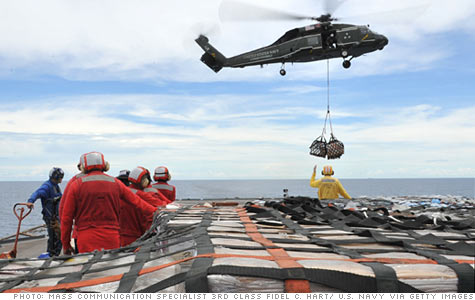 PHOTO: MASS COMMUNICATION SPECIALIST 3RD CLASS FIDEL C. HART/ U.S. NAVY VIA GETTY IMAGES